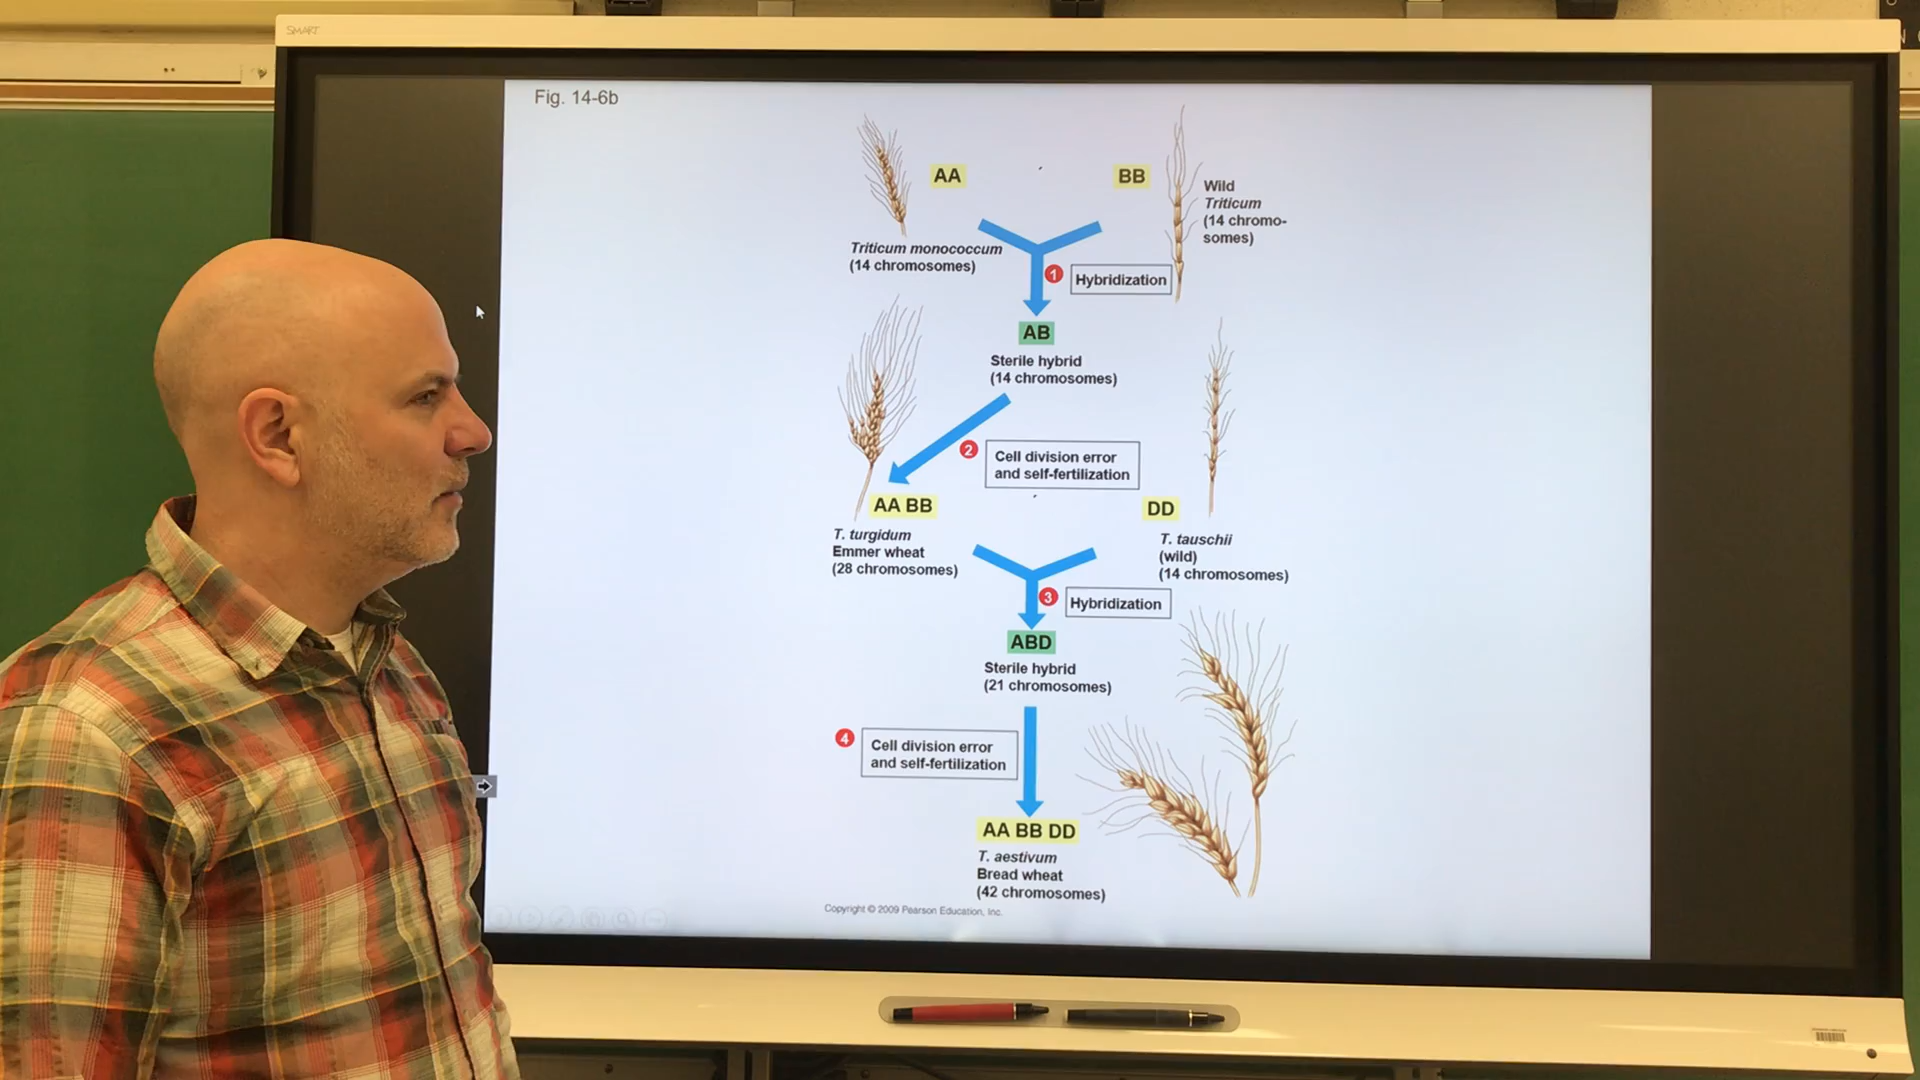 SMART
Fig. 14-6b
AA
BB
Wild
Triticum
(14 chromo-
somes)
Triticum monococcum
(14 chromosomes)
1
Hybridization
AB
Sterile hybrid
(14 chromosomes)
2
Cell division error
and self-fertilization
AA BB
DD
T. turgidum
Emmer wheat
(28 chromosomes)
T. tauschii
(wild)
(14 chromosomes)
3
Hybridization
ABD
Sterile hybrid
(21 chromosomes)
4
Cell division error
and self-fertilization
AA BB DD
T. aestivum
Bread wheat
(42 chromosomes)
Copyright © 2009 Pearson Education, Inc.